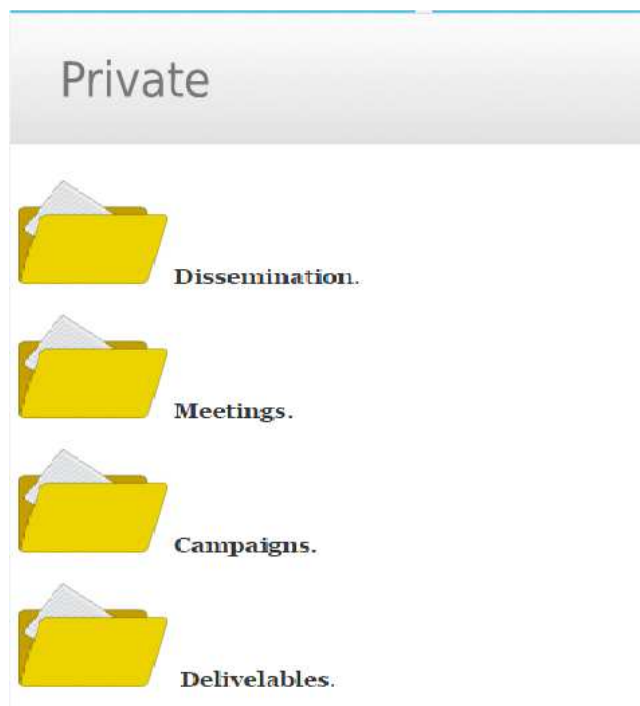 Private
Dissemination.
Meetings.
Campaigns.
Delivelables.